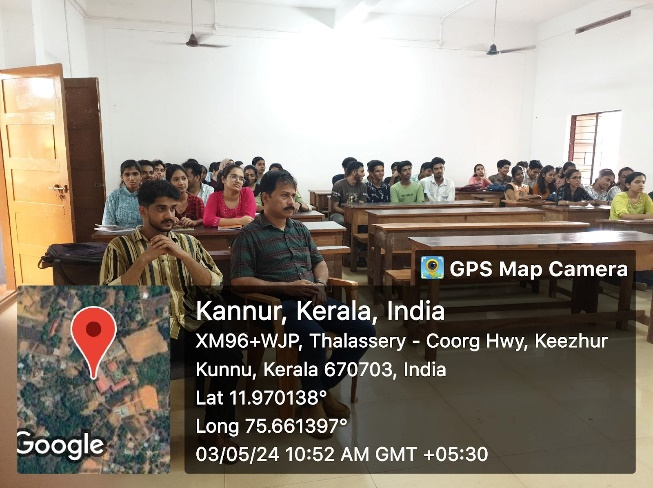 GPS Map Camera
Kannur, Kerala, India
XM96+WJP, Thalassery - Coorg Hwy, Keezhur
Kunnu, Kerala 670703, India
Lat 11.970138°
Long 75.661397°
03/05/24 10:52 AM GMT +05:30
Google